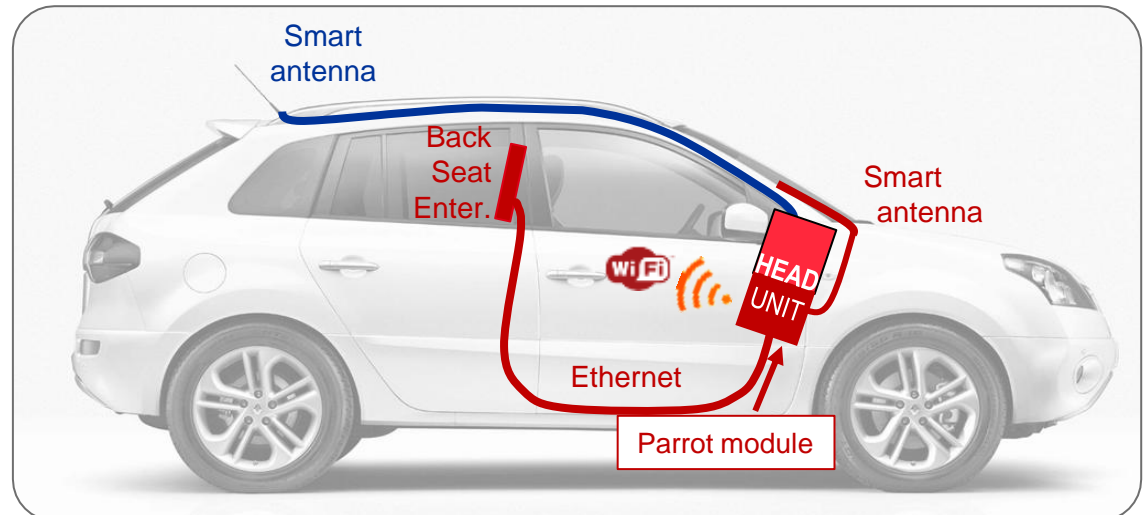 Smart
antenna
Back
Seat
Enter.
Smart
antenna
WiFi
HEAD
UNIT
Ethernet
Parrot module